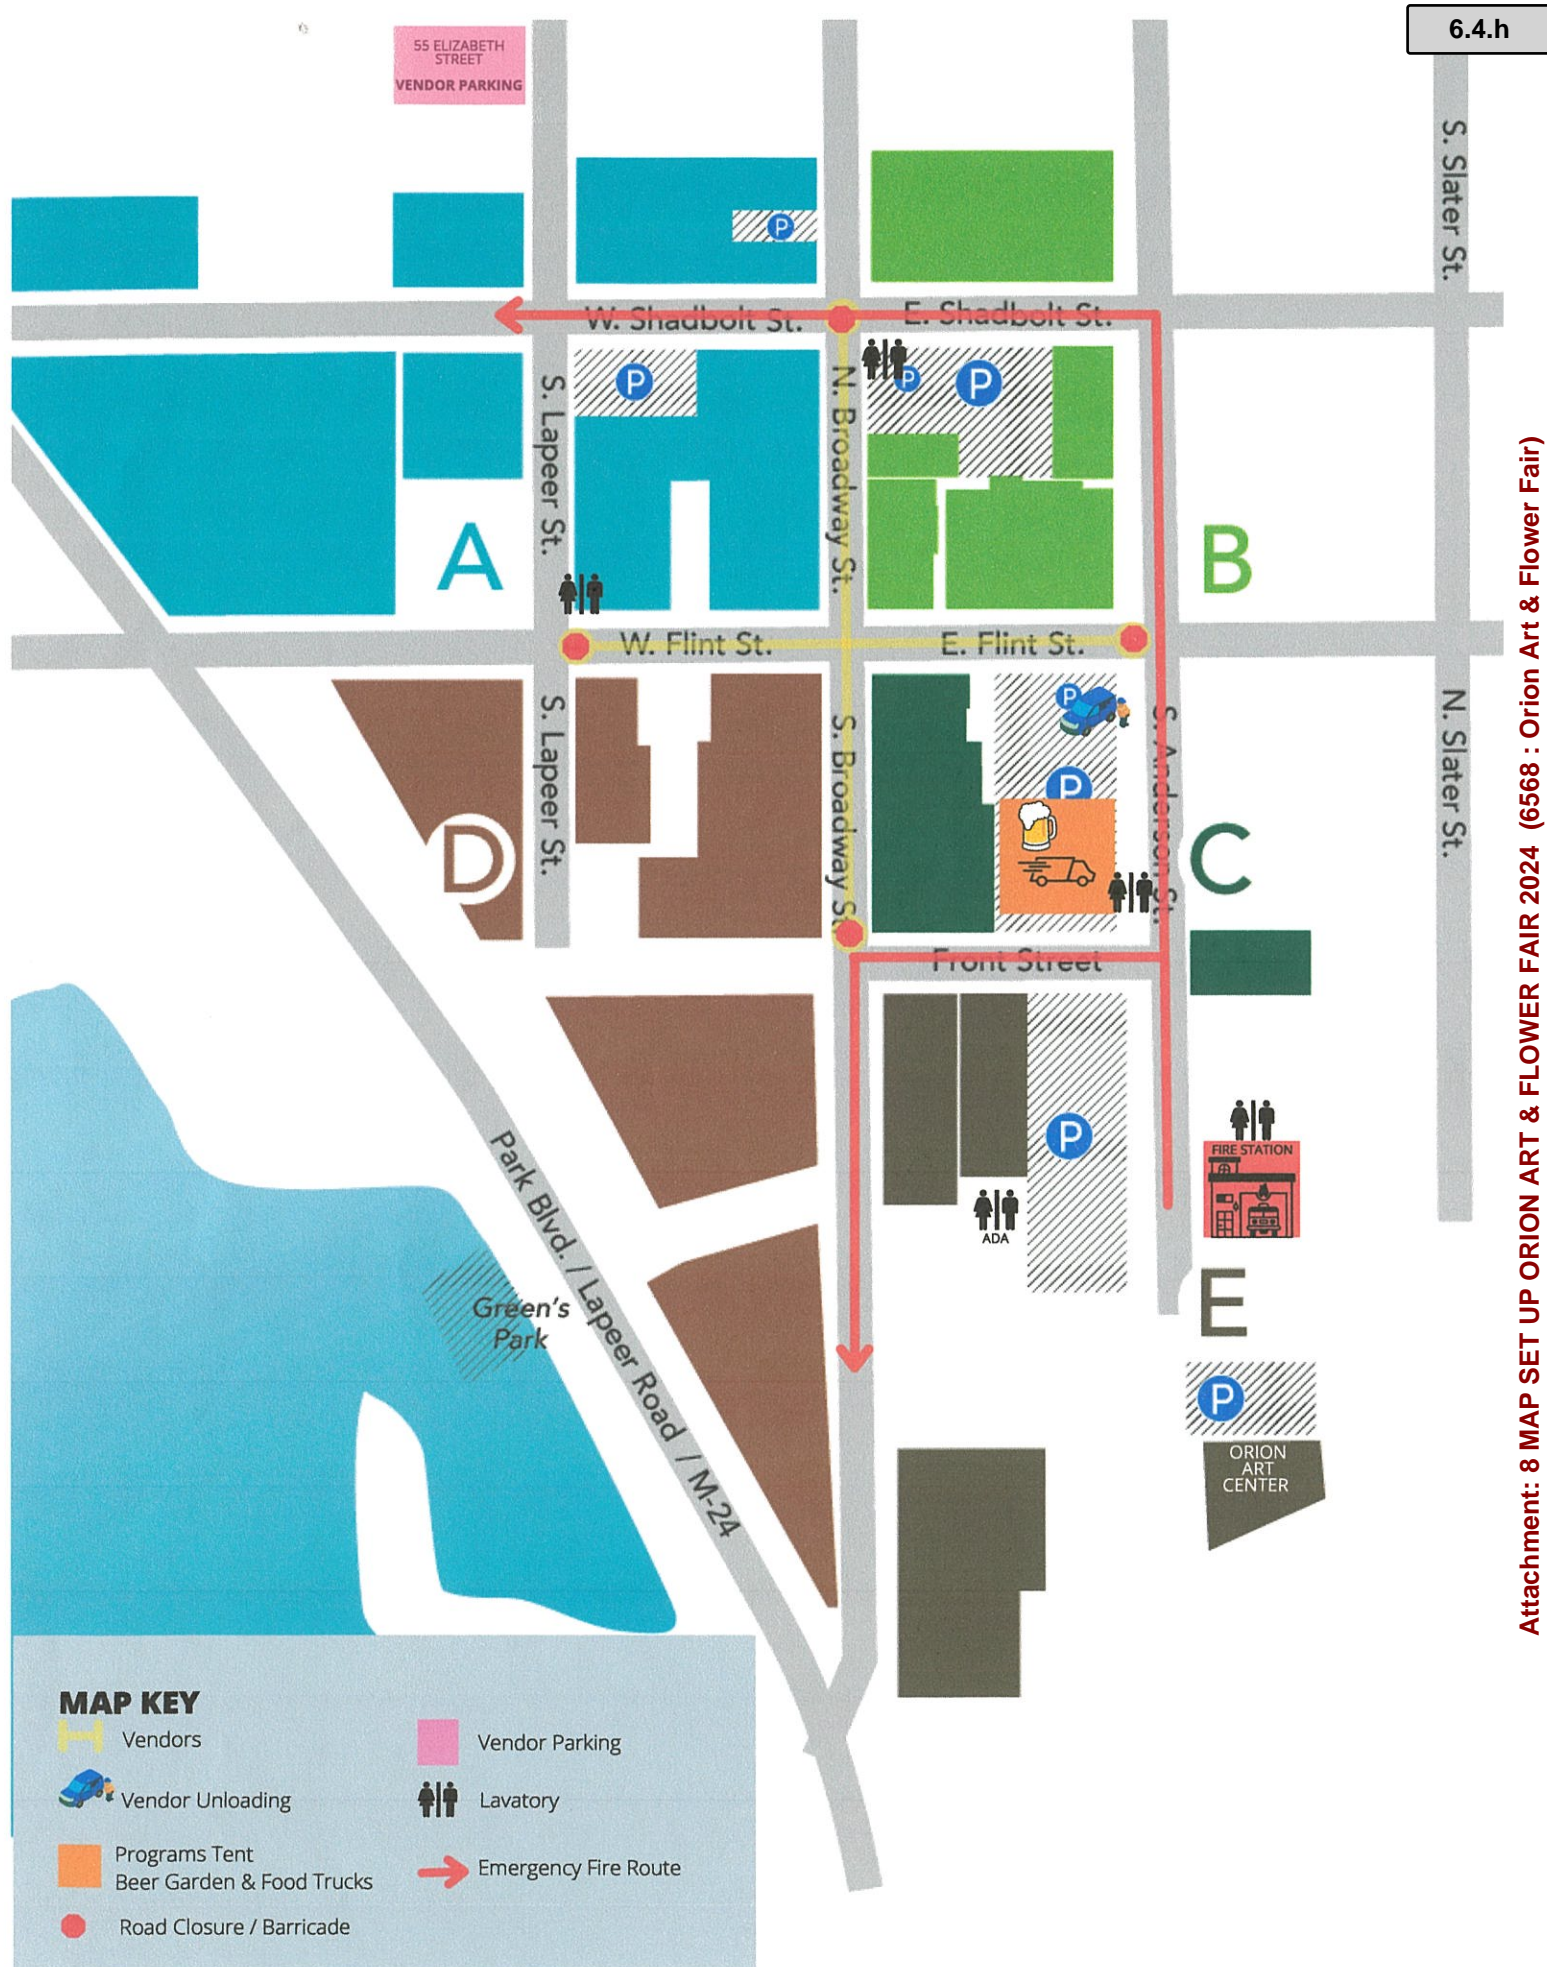 6.4.h
55 ELIZABETH
STREET
VENDOR PARKING
S. Slater St.
P
W. Shadbolt St.
E. Shadbolt St.
S. Lapeer St.
P
N. Broadway St.
P
P
A
B
W. Flint St.
E. Flint St.
S. Lapeer St.
S. Broadway St.
P
P
S. Anderson St.
N. Slater St.
D
C
Front Street
P
FIRE STATION
ADA
E
Green's
Park
Park Blvd. / Lapeer Road / M-24
P
ORION
ART
CENTER
MAP KEY
Vendors
Vendor Parking
Vendor Unloading
Lavatory
Programs Tent
Beer Garden & Food Trucks
Emergency Fire Route
Road Closure / Barricade
Attachment: 8 MAP SET UP ORION ART & FLOWER FAIR 2024 (6568 : Orion Art & Flower Fair)